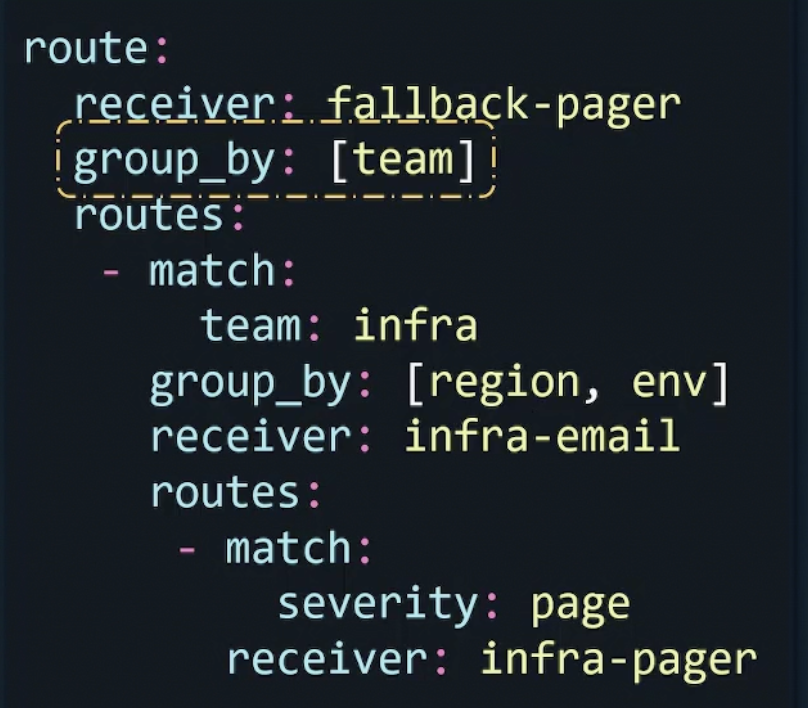 route:
  receiver: fallback-pager
  group_by: [team]
  routes:
   - match:
       team: infra
     group_by: [region, env]
     receiver: infra-email
     routes:
      - match:
          severity: page
        receiver: infra-pager